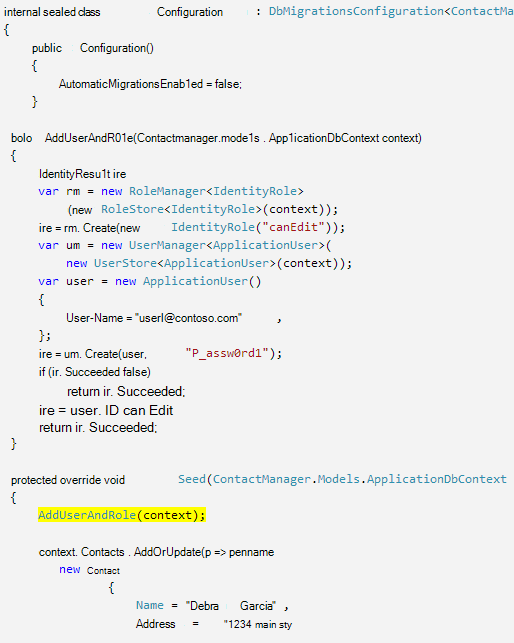 internal sealed class Configuration : DbMigrationsConfiguration<ContactMa
{
public Configuration()
{
AutomaticMigrationsEnab1ed = false;
}
bolo AddUserAndR01e(Contactmanager.mode1s . App1icationDbContext context)
{
IdentityResu1t ire
var rm = new RoleManager<IdentityRole>
(new RoleStore<IdentityRole>(context));
ire = rm. Create(new IdentityRole("canEdit"));
var um = new UserManager<ApplicationUser>(
new UserStore<ApplicationUser>(context));
var user = new ApplicationUser()
{
User-Name = "userl@contoso.com" ,
};
ire = um. Create(user, "P_assw0rd1");
if (ir. Succeeded false)
return ir. Succeeded;
ire = user. ID can Edit
return ir. Succeeded;
}
protected override void Seed(ContactManager.Models.ApplicationDbContext
{
AddUserAndRole(context);
context. Contacts . AddOrUpdate(p => penname
new Contact
{
Name = "Debra Garcia" ,
Address = "1234 main sty